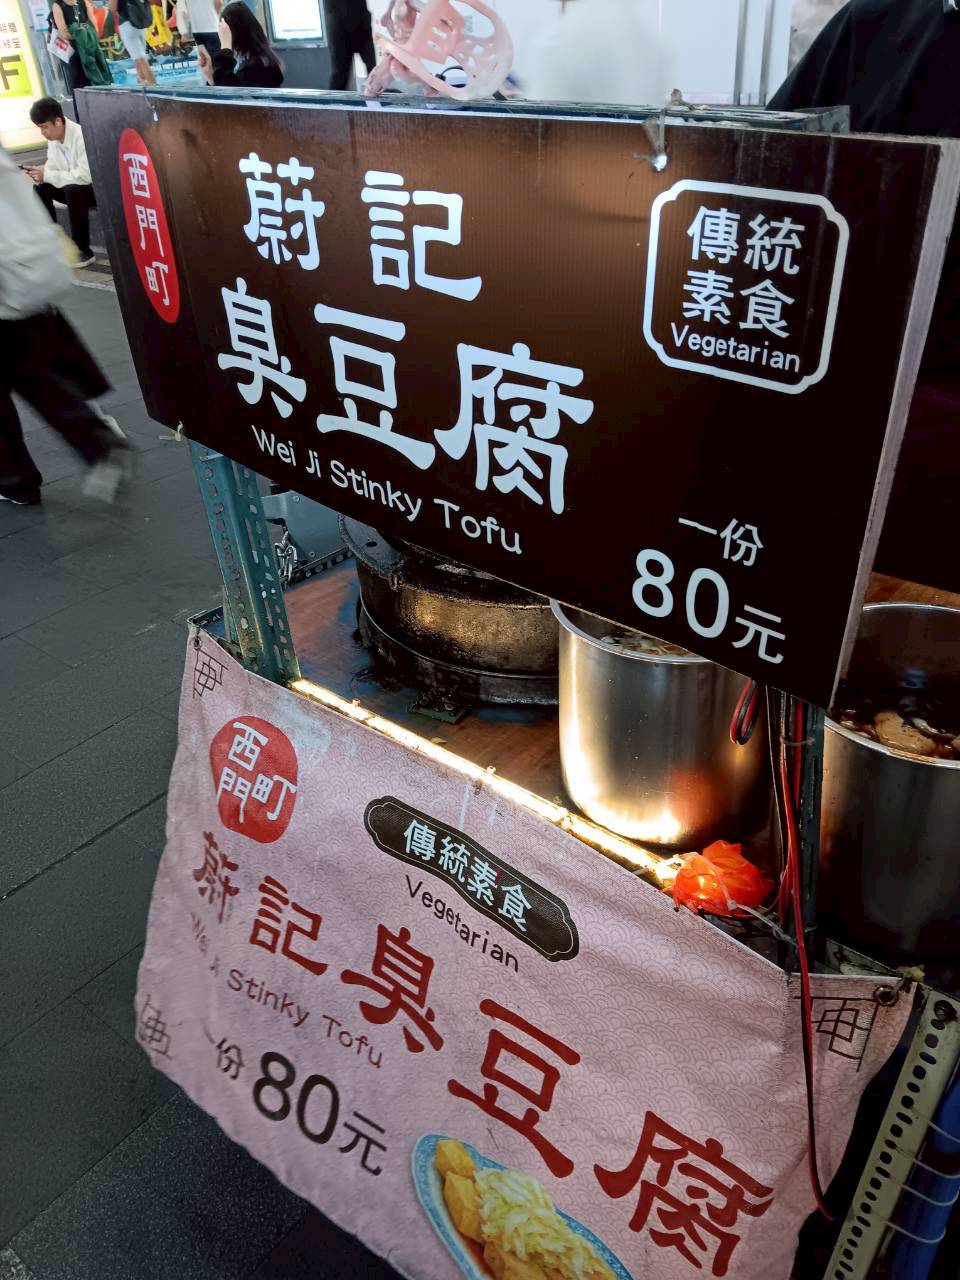 西門町
蔚記
臭豆腐
Wei Ji Stinky Tofu
傳統
素食
Vegetarian
一份
80元
西門町
傳統素食
Vegetarian
蔚記臭豆腐
Wei Ji Stinky Tofu
一份80元